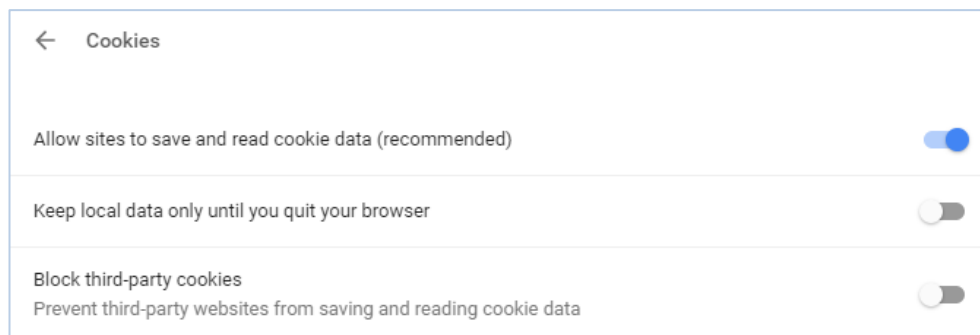 Cookies
Allow sites to save and read cookie data (recommended)
Keep local data only until you quit your browser
Block third-party cookies
Prevent third-party websites from saving and reading cookie data